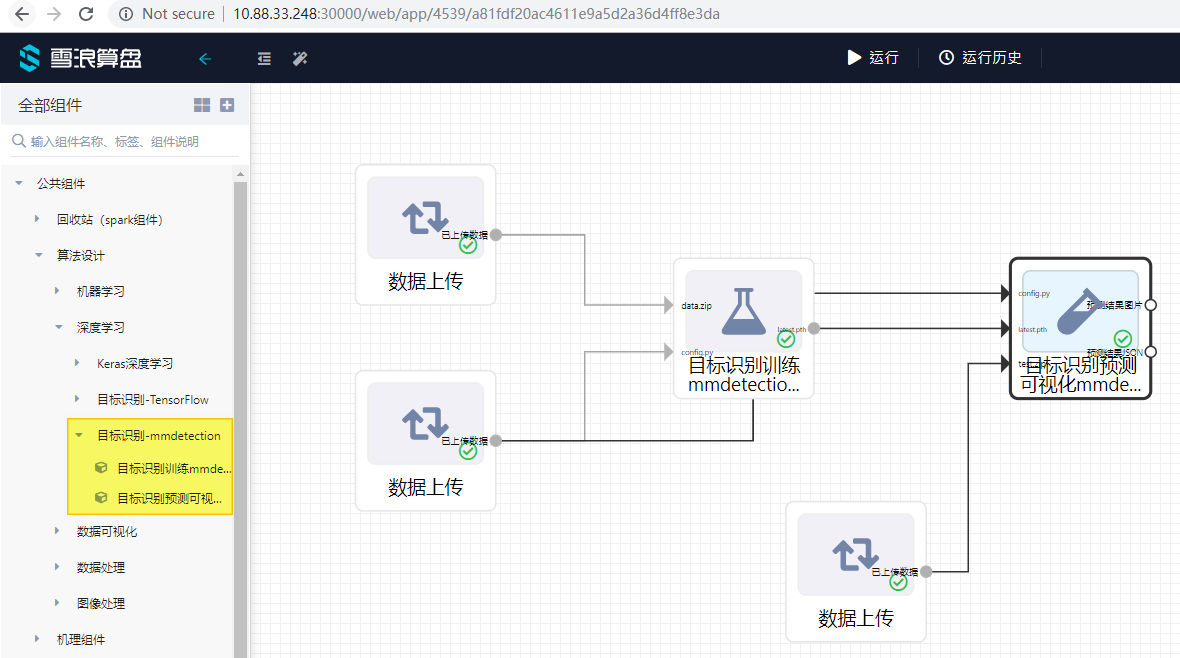 Not secure 10.88.33.248:30000/web/app/4539/a81fdf20ac4611e9a5d2a36d4ff8e3da
雪浪算盘
运行
运行历史
全部组件
输入组件名称、标签、组件说明
公共组件
回收站（spark组件）
算法设计
机器学习
深度学习
Keras深度学习
目标识别-TensorFlow
目标识别-mmdetection
目标识别训练mmde...
目标识别预测可视...
数据可视化
数据处理
图像处理
机理组件
已上传数据
数据上传
已上传数据
数据上传
data.zip
latest.pth
config.py
目标识别训练
mmdetectio...
config.py
预测结果图片
latest.pth
预测结果JSON
目标识别预测
可视化mmde...
已上传数据
数据上传